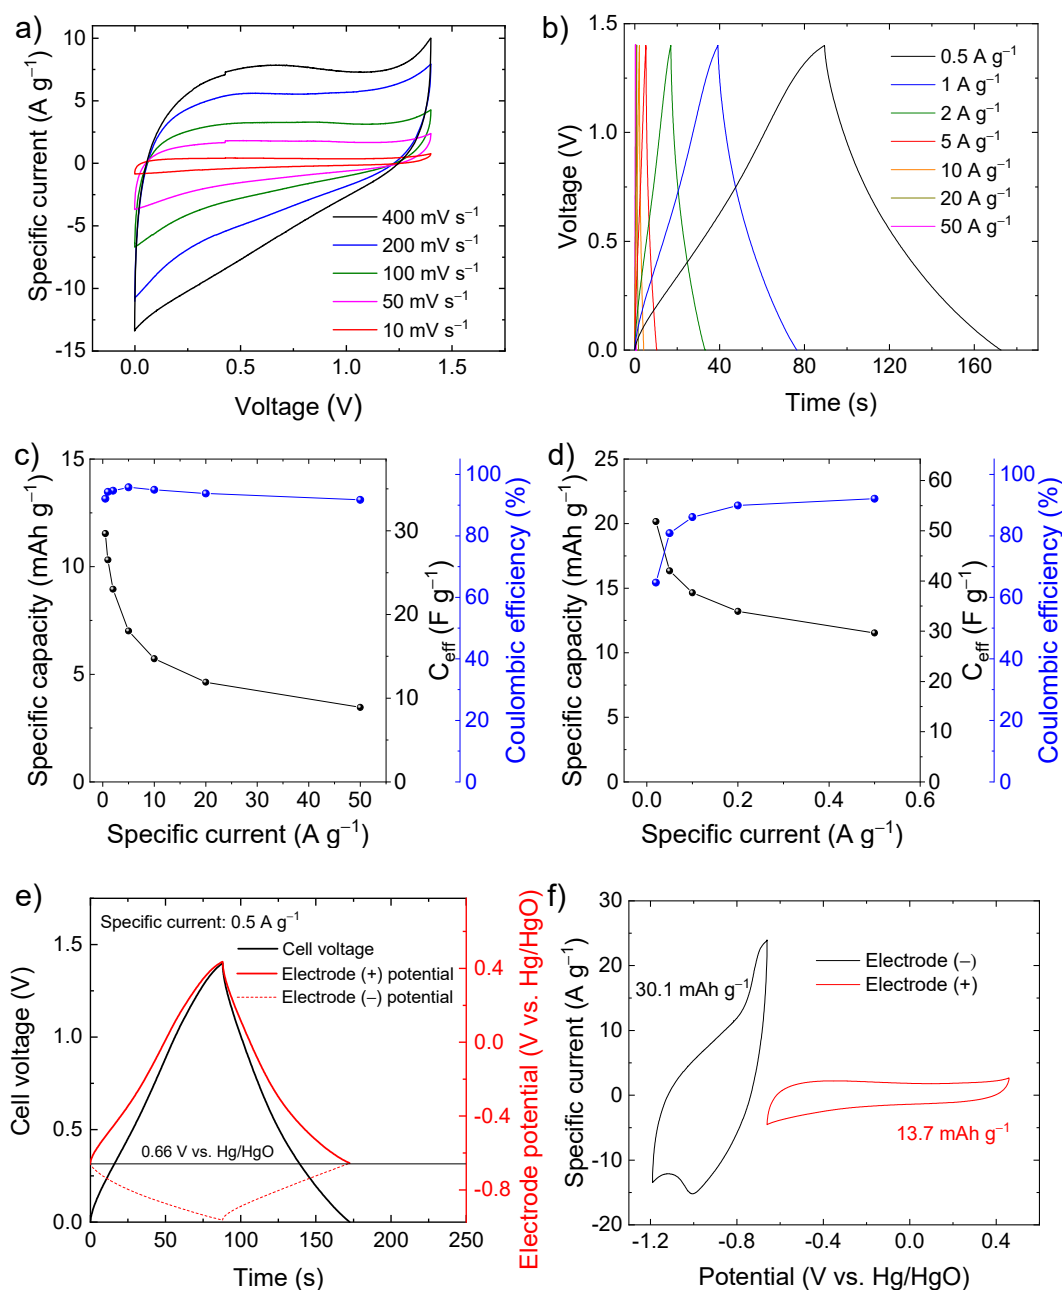 a)
10
5
0
-5
-10
-15
0.0
0.5
1.0
1.5
Specific current (A g⁻¹)
Voltage (V)
400 mV s⁻¹
200 mV s⁻¹
100 mV s⁻¹
50 mV s⁻¹
10 mV s⁻¹
b)
1.5
1.0
0.5
0.0
0
40
80
120
160
Voltage (V)
Time (s)
0.5 A g⁻¹
1 A g⁻¹
2 A g⁻¹
5 A g⁻¹
10 A g⁻¹
20 A g⁻¹
50 A g⁻¹
c)
15
10
5
0
0
10
20
30
40
50
Specific capacity (mAh g⁻¹)
Specific current (A g⁻¹)
30
20
10
0
C_eff (F g⁻¹)
100
80
60
40
20
0
Coulombic efficiency (%)
d)
25
20
15
10
5
0
0.0
0.2
0.4
0.6
Specific capacity (mAh g⁻¹)
Specific current (A g⁻¹)
60
50
40
30
20
10
0
C_eff (F g⁻¹)
100
80
60
40
20
0
Coulombic efficiency (%)
e)
Specific current: 0.5 A g⁻¹
Cell voltage
Electrode (+) potential
Electrode (–) potential
0.66 V vs. Hg/HgO
1.5
1.0
0.5
0.0
0
50
100
150
200
250
Cell voltage (V)
Time (s)
0.4
0.0
-0.4
-0.8
Electrode potential (V vs. Hg/HgO)
f)
30
20
10
0
-10
-20
-1.2
-0.8
-0.4
0.0
0.4
Specific current (A g⁻¹)
Potential (V vs. Hg/HgO)
Electrode (–)
Electrode (+)
30.1 mAh g⁻¹
13.7 mAh g⁻¹